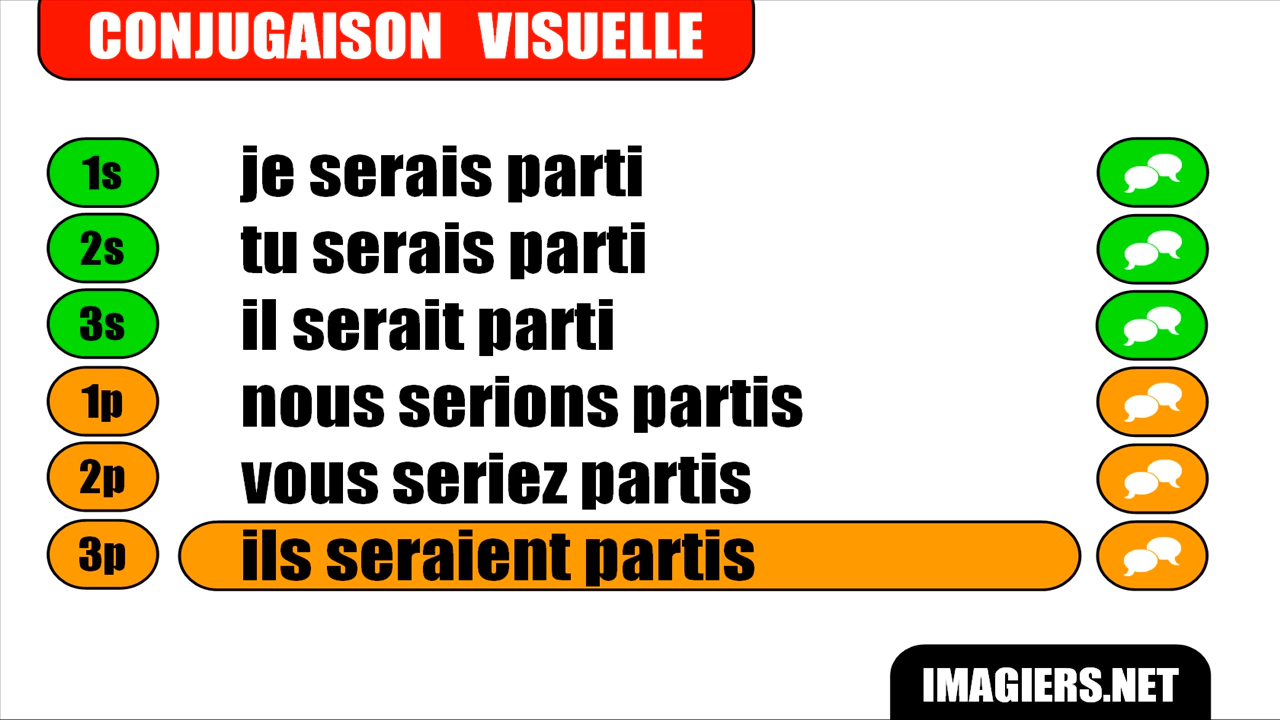 CONJUGAISON VISUELLE
1s je serais parti
2s tu serais parti
3s il serait parti
1p nous serions partis
2p vous seriez partis
3p ils seraient partis
IMAGIERS.NET